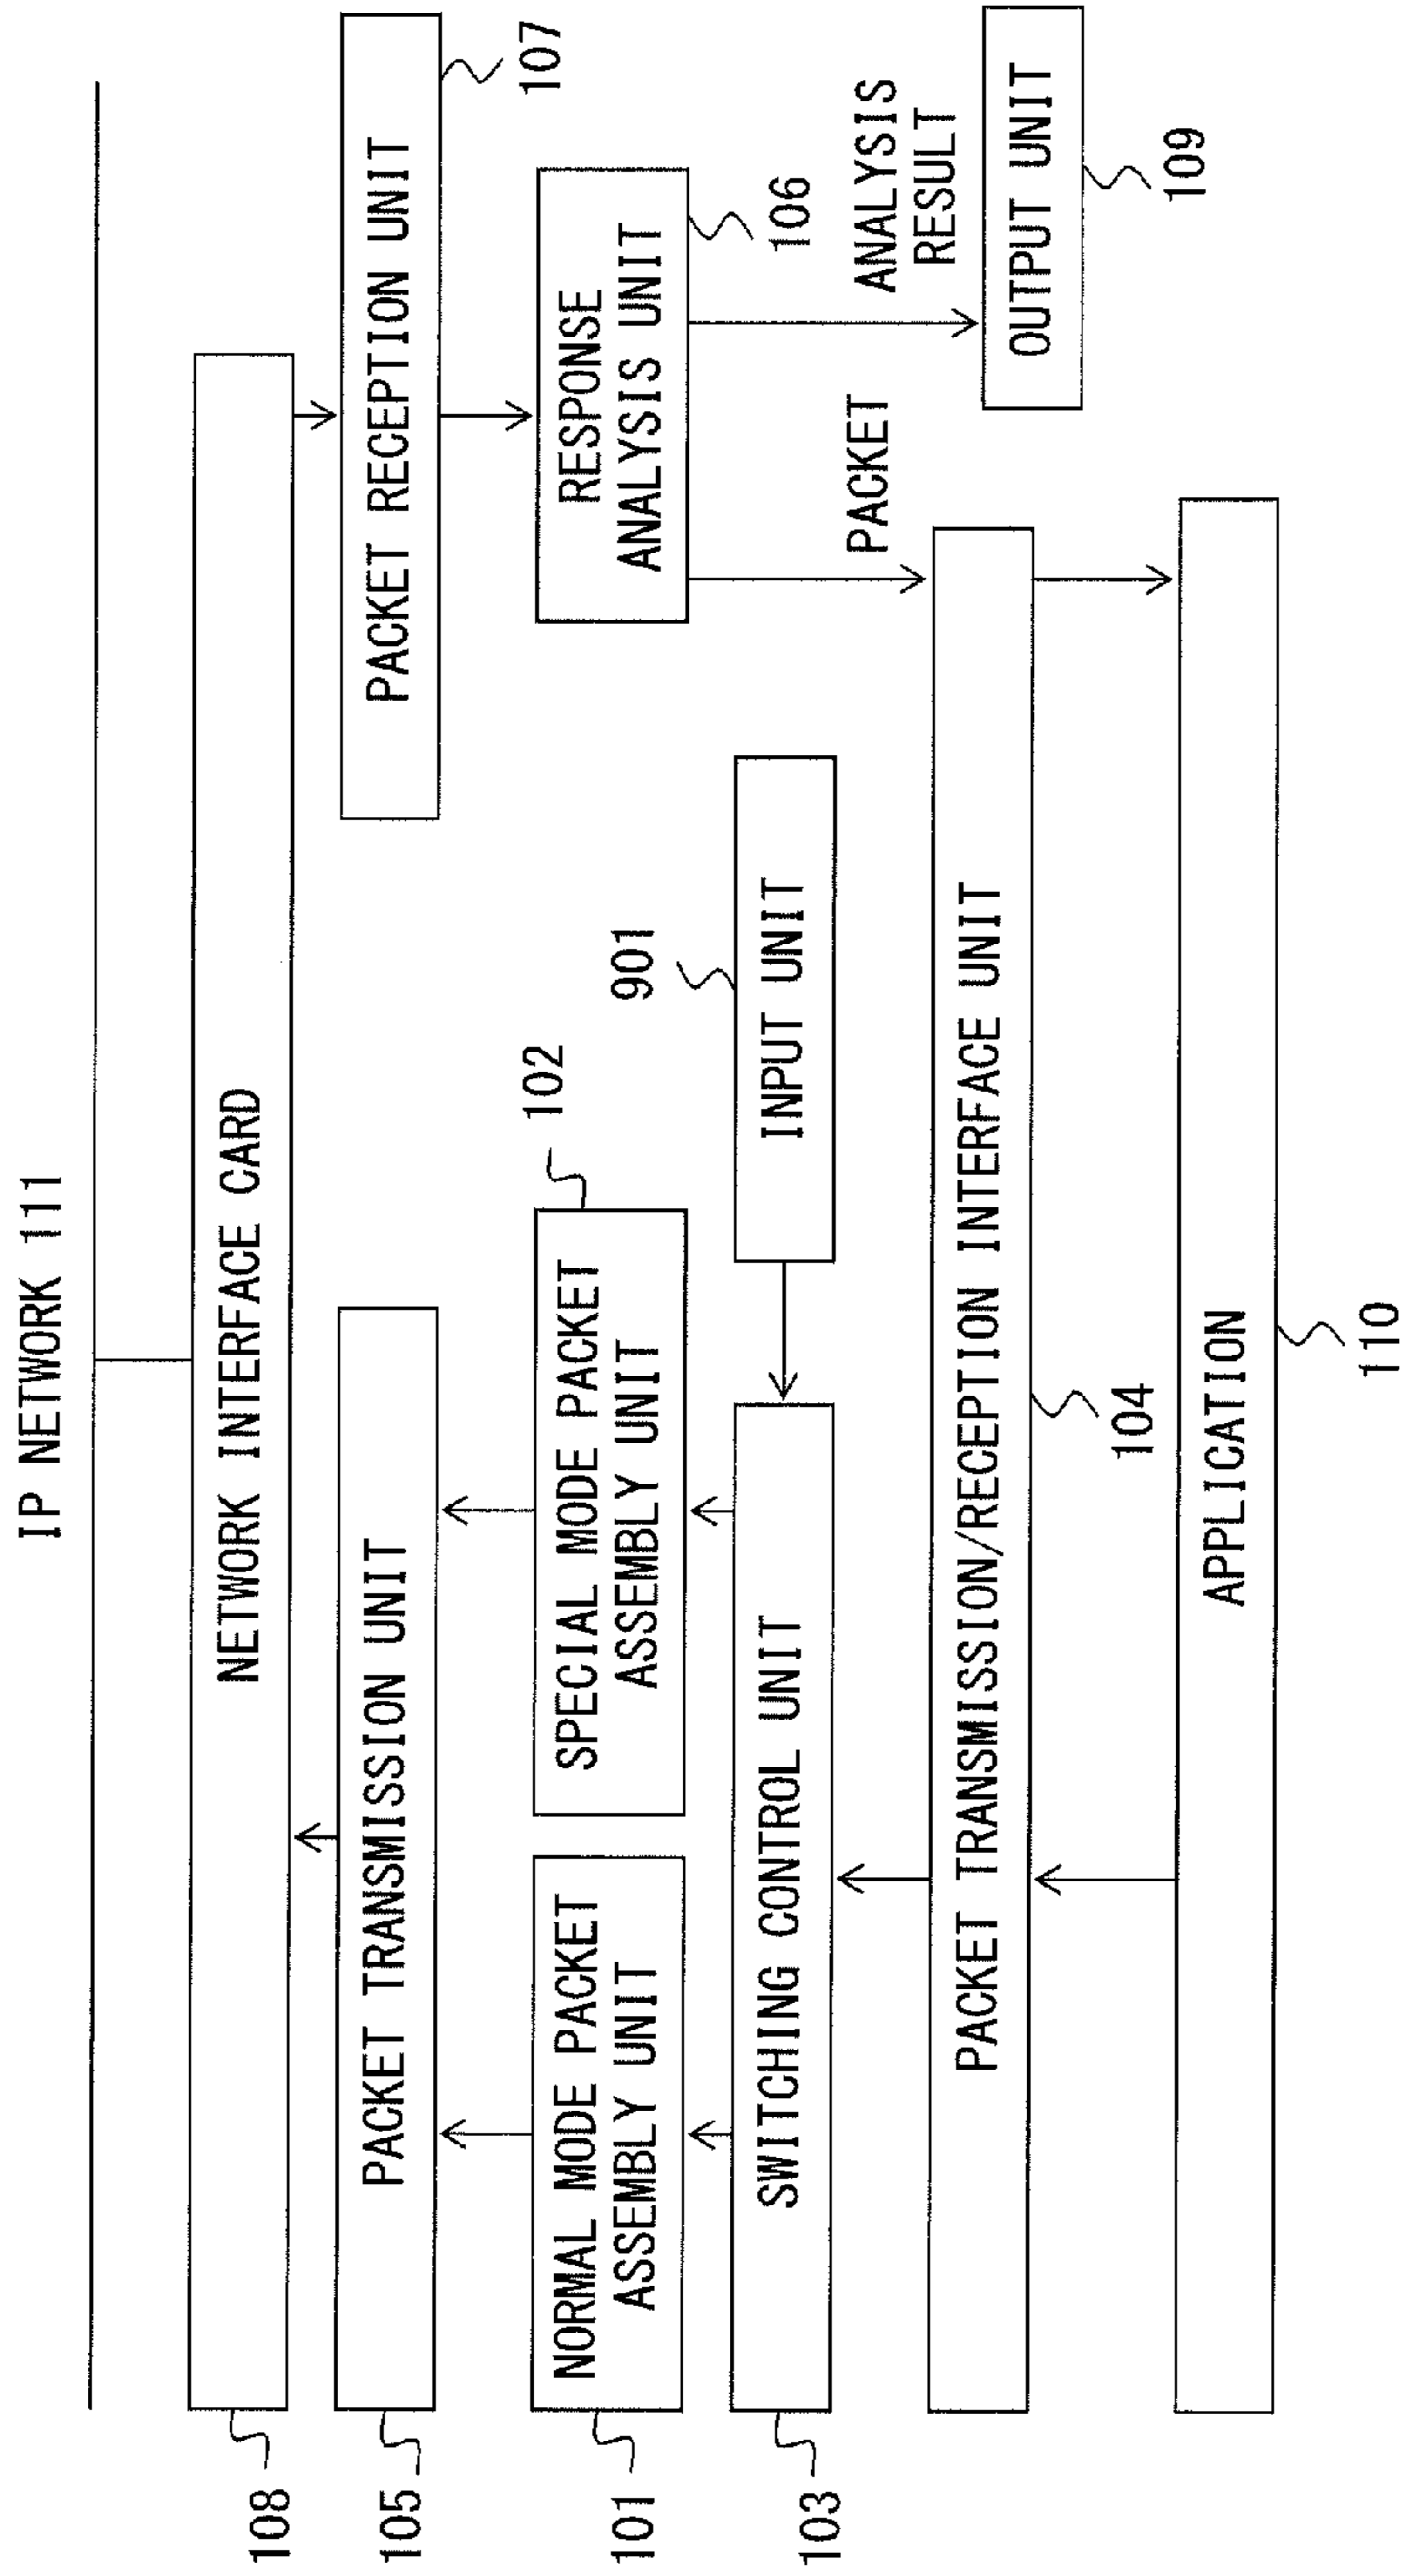 IP NETWORK 111
108
NETWORK INTERFACE CARD
105
PACKET TRANSMISSION UNIT
PACKET RECEPTION UNIT
107
101
NORMAL MODE PACKET
ASSEMBLY UNIT
SPECIAL MODE PACKET
ASSEMBLY UNIT
102
RESPONSE
ANALYSIS UNIT
106
103
SWITCHING CONTROL UNIT
INPUT UNIT
901
PACKET
ANALYSIS
RESULT
PACKET TRANSMISSION/RECEPTION INTERFACE UNIT
104
OUTPUT UNIT
109
APPLICATION
110